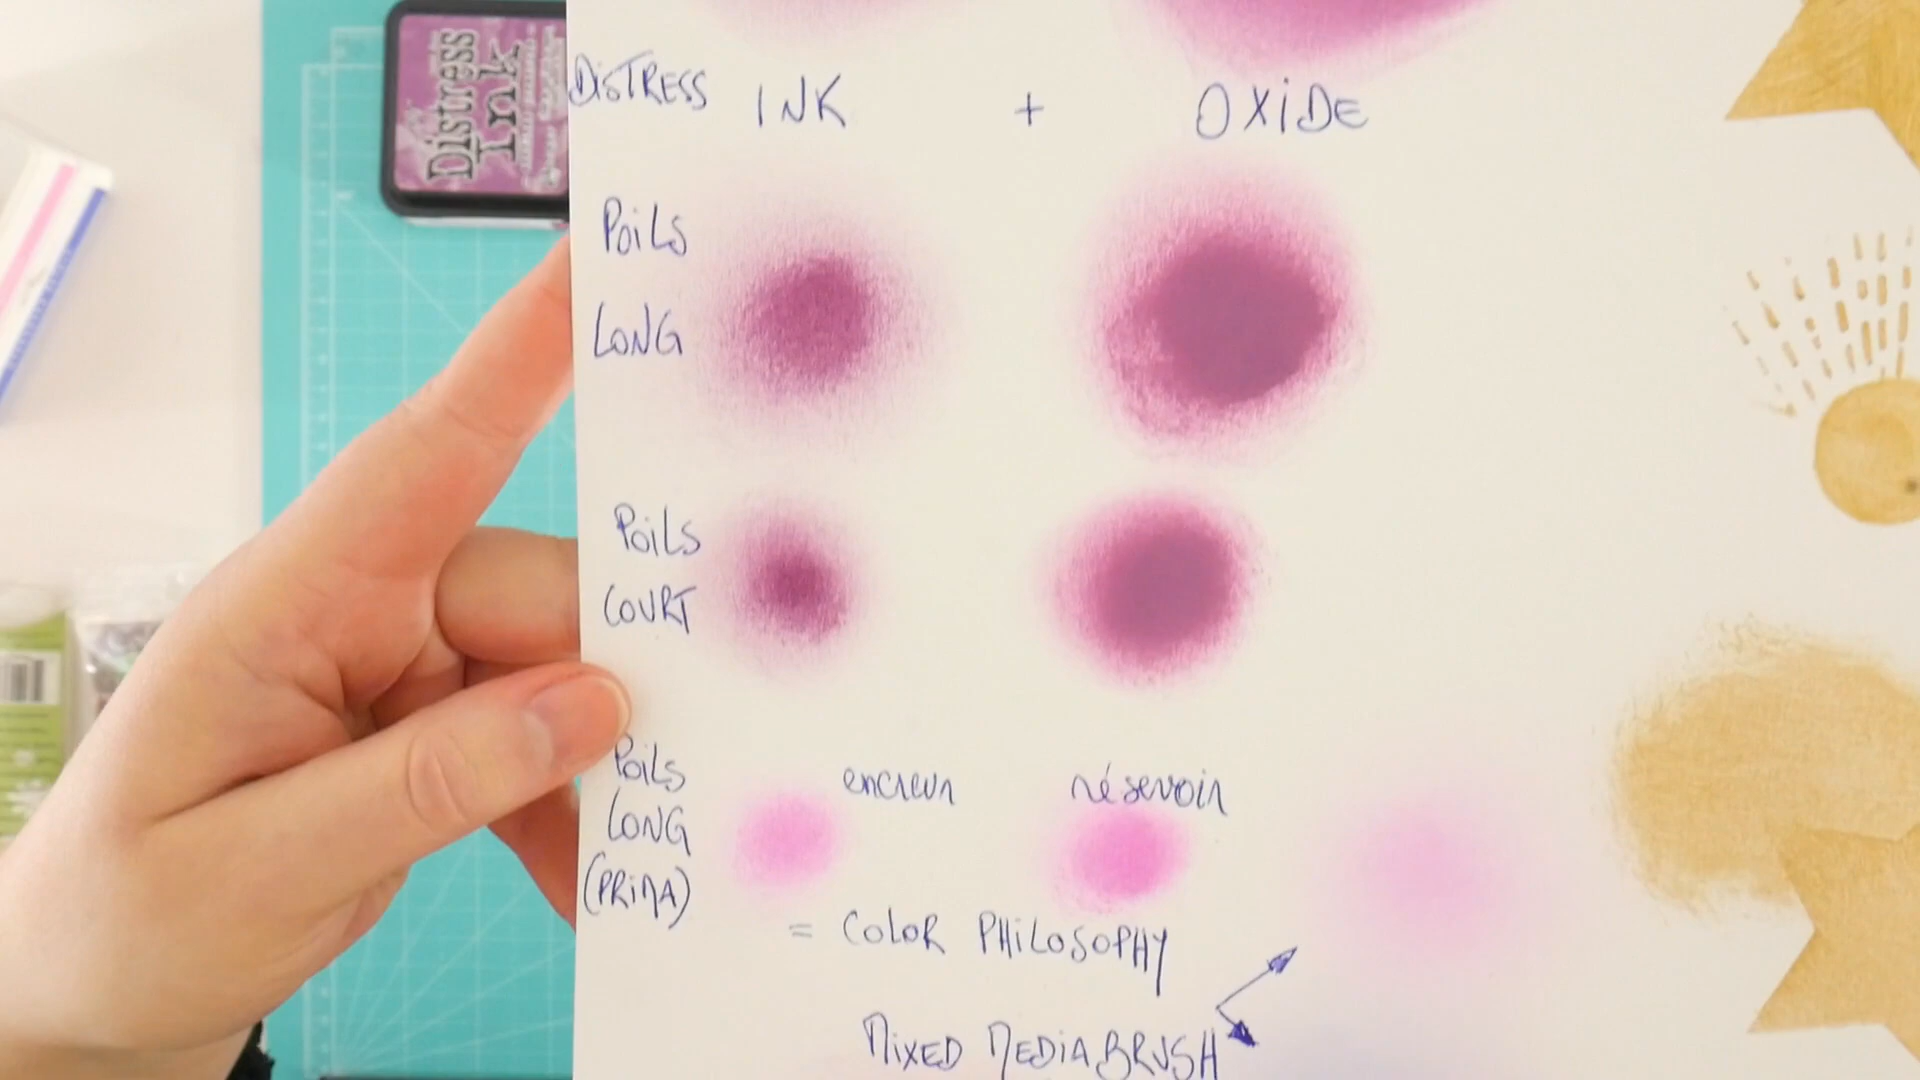 Distress
Ink
DiSTRESS INK + OXiDE
PoiLS
LONG
PoiLS
COURT
PoiLS
LONG
(PRiMA)
encreur réservoir
= COLOR PHiLOSOPHY
MiXED MEDiA BRUSH